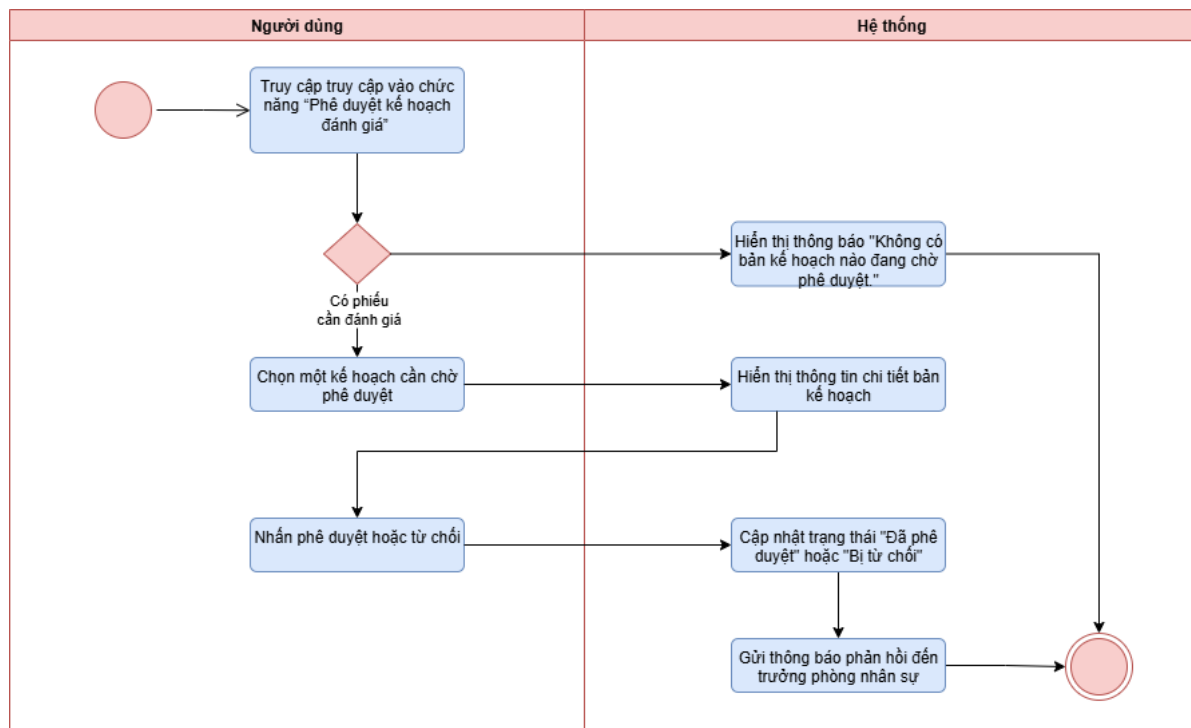 Người dùng
Hệ thống
Truy cập truy cập vào chức
năng “Phê duyệt kế hoạch
đánh giá”
Hiển thị thông báo "Không có
bản kế hoạch nào đang chờ
phê duyệt."
Có phiếu
cần đánh giá
Chọn một kế hoạch cần chờ
phê duyệt
Hiển thị thông tin chi tiết bản
kế hoạch
Nhấn phê duyệt hoặc từ chối
Cập nhật trạng thái "Đã phê
duyệt" hoặc "Bị từ chối"
Gửi thông báo phản hồi đến
trưởng phòng nhân sự